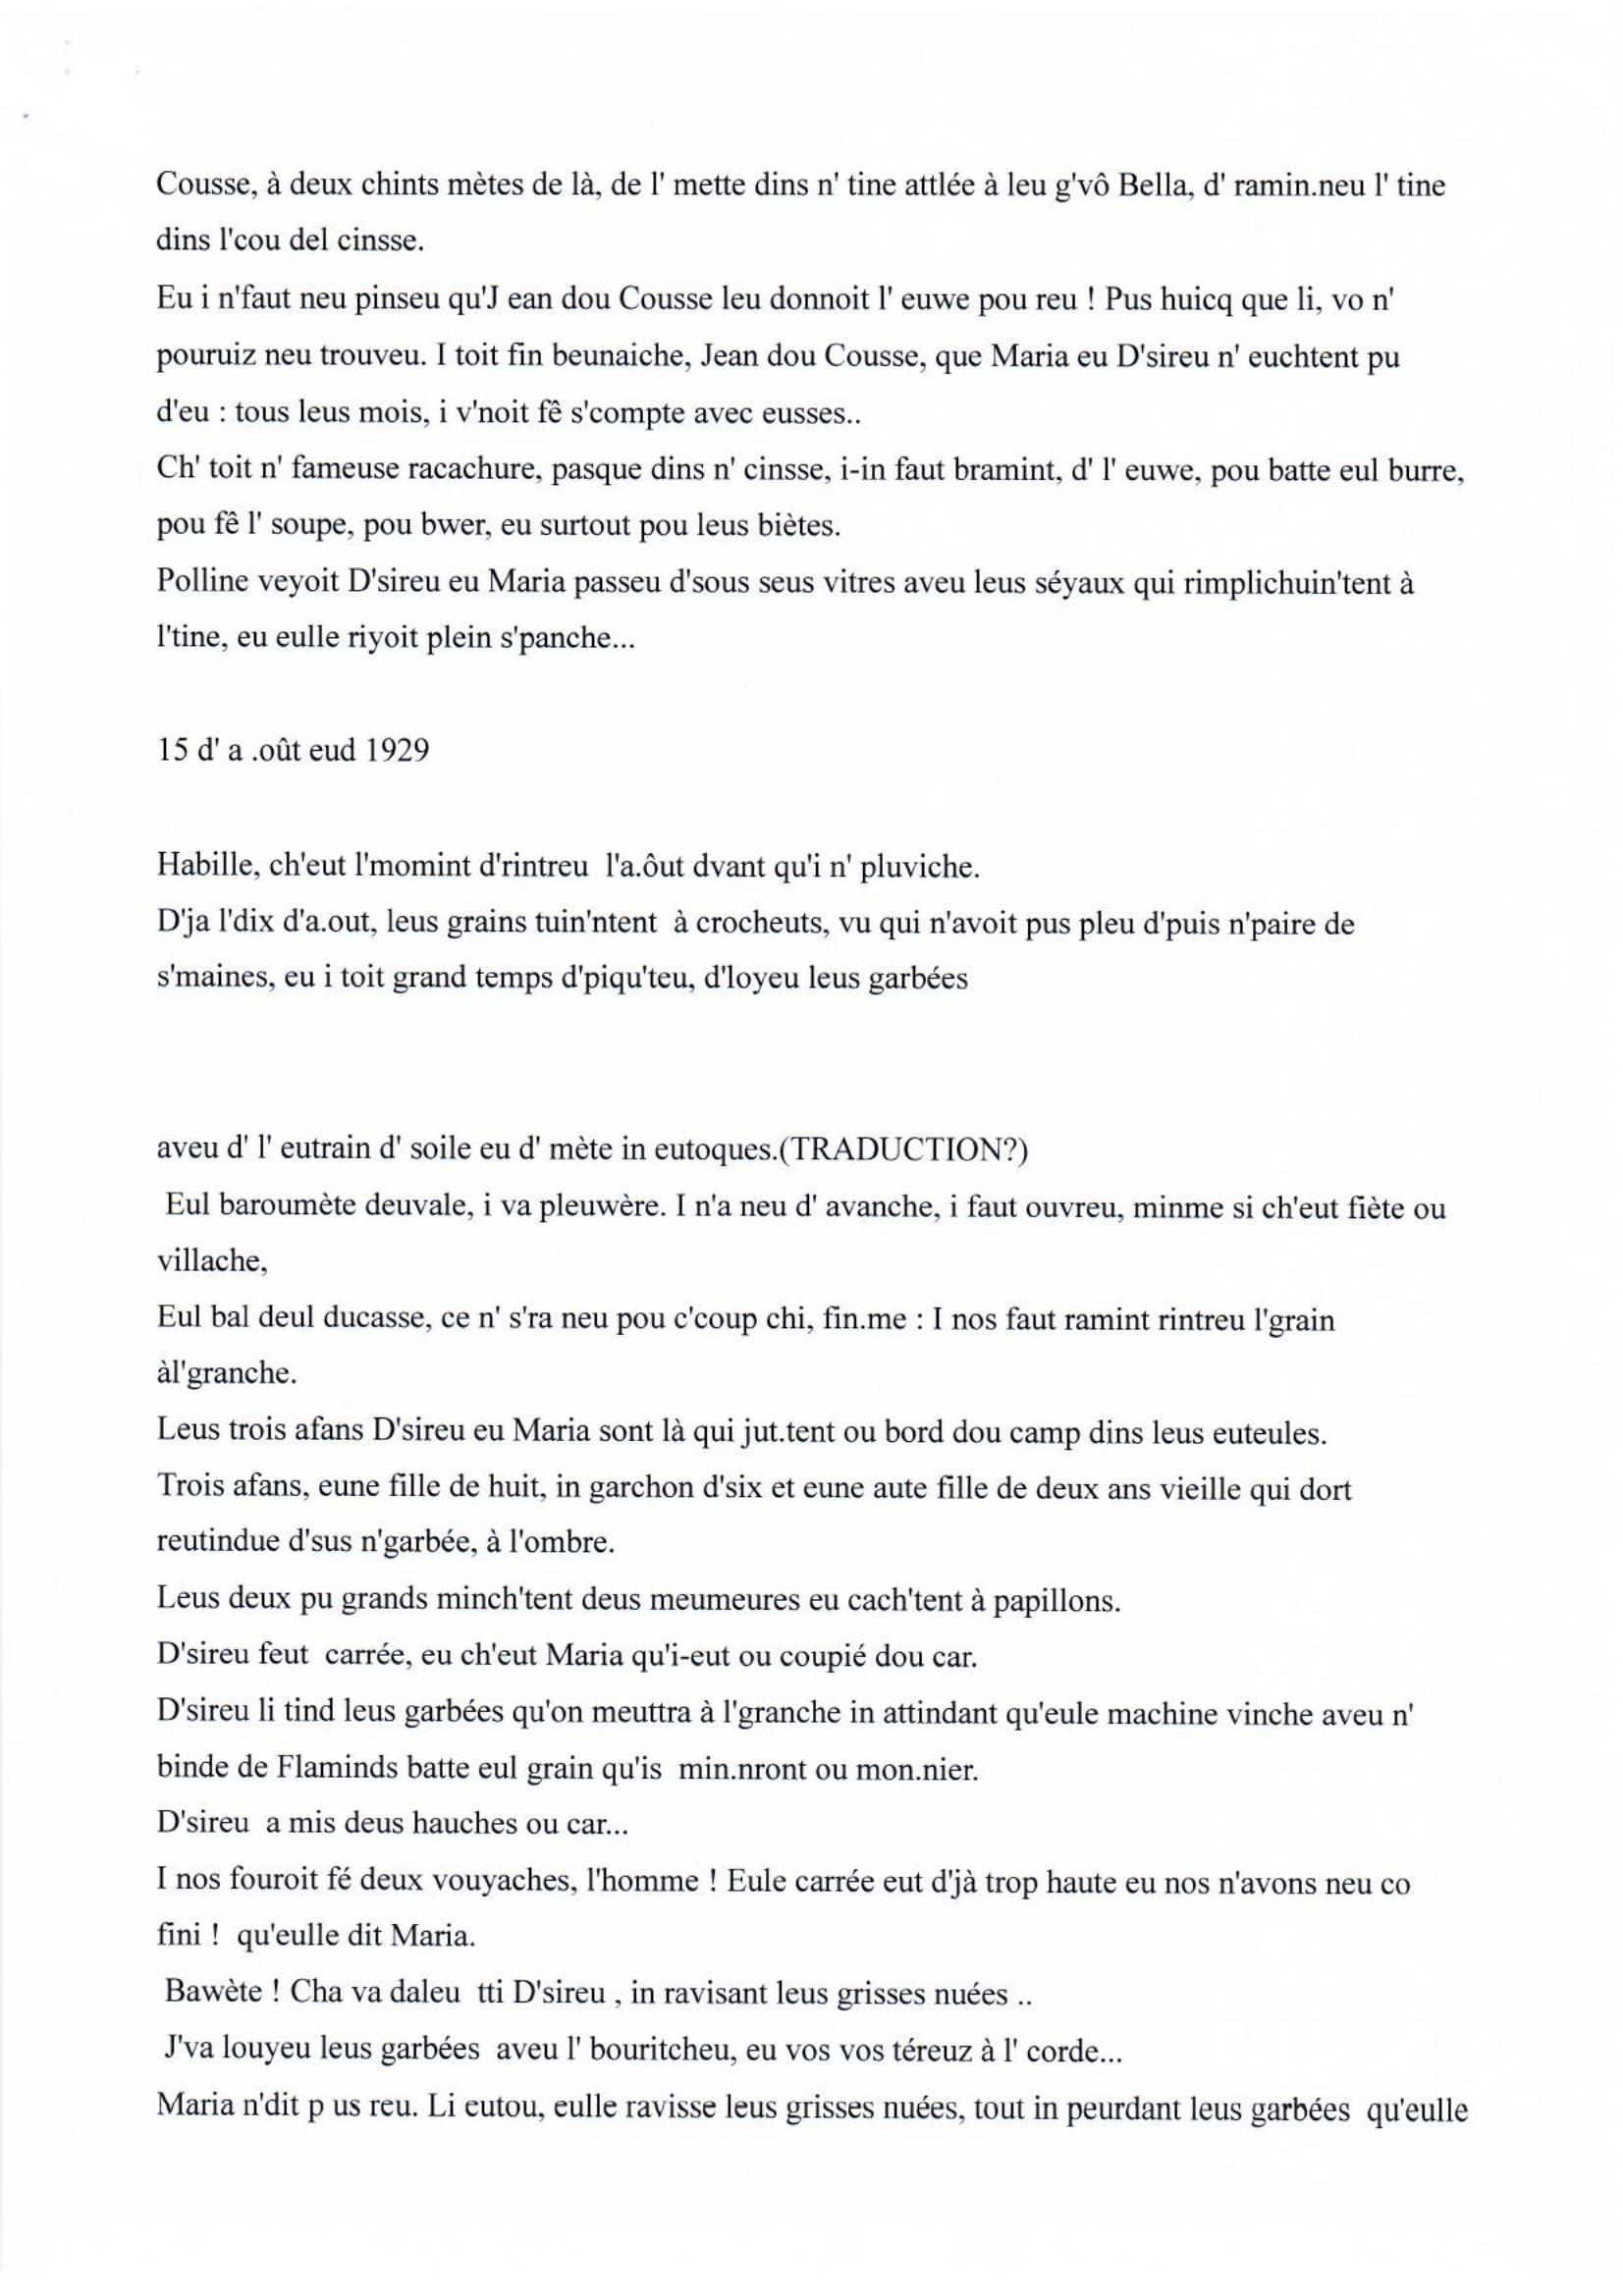 Cousse, à deux chints mètes de là, de l' mette dins n' tine attlée à leu g'vô Bella, d' ramin.neu l' tine
dins l'cou del cinsse.
Eu i n'faut neu pinseu qu'J ean dou Cousse leu donnoit l' euwe pou reu ! Pus huicq que li, vo n'
pouruiz neu trouveu. I toit fin beunaiche, Jean dou Cousse, que Maria eu D'sireu n' euchtent pu
d'eu : tous leus mois, i v'noit fê s'compte avec eusses..
Ch' toit n' fameuse racachure, pasque dins n' cinsse, i-in faut bramint, d' l' euwe, pou batte eul burre,
pou fê l' soupe, pou bwer, eu surtout pou leus biètes.
Polline veyoit D'sireu eu Maria passeu d'sous seus vitres aveu leus séyaux qui rimplichuin'tent à
l'tine, eu eulle riyoit plein s'panche...
15 d' a .oût eud 1929
Habille, ch'eut l'momint d'rintreu l'a.ôut dvant qu'i n' pluviche.
D'ja l'dix d'a.out, leus grains tuin'ntent à crocheuts, vu qui n'avoit pus pleu d'puis n'paire de
s'maines, eu i toit grand temps d'piqu'teu, d'loyeu leus garbées
aveu d' l' eutrain d' soile eu d' mète in eutoques.(TRADUCTION?)
Eul baroumète deuvale, i va pleuwère. I n'a neu d' avanche, i faut ouvreu, minme si ch'eut fiète ou
villache,
Eul bal deul ducasse, ce n' s'ra neu pou c'coup chi, fin.me : I nos faut ramint rintreu l'grain
àl'granche.
Leus trois afans D'sireu eu Maria sont là qui jut.tent ou bord dou camp dins leus euteules.
Trois afans, eune fille de huit, in garchon d'six et eune aute fille de deux ans vieille qui dort
reutindue d'sus n'garbée, à l'ombre.
Leus deux pu grands minch'tent deus meumeures eu cach'tent à papillons.
D'sireu feut carrée, eu ch'eut Maria qu'i-eut ou coupié dou car.
D'sireu li tind leus garbées qu'on meuttra à l'granche in attindant qu'eule machine vinche aveu n'
binde de Flaminds batte eul grain qu'is min.nront ou mon.nier.
D'sireu a mis deus hauches ou car...
I nos fouroit fé deux vouyaches, l'homme ! Eule carrée eut d'jà trop haute eu nos n'avons neu co
fini ! qu'eulle dit Maria.
Bawète ! Cha va daleu tti D'sireu , in ravisant leus grisses nuées ..
J'va louyeu leus garbées aveu l' bouritcheu, eu vos vos téreuz à l' corde...
Maria n'dit p us reu. Li eutou, eulle ravisse leus grisses nuées, tout in peurdant leus garbées qu'eulle